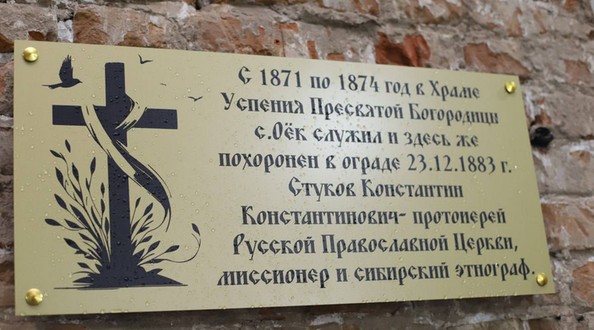 С 1871 по 1874 год в Храме
Успения Пресвятой Богородици
с.Оёк служил и здесь же
похоронен в ограде 23.12.1883 г.
Стуков Константин
Константинович- протоиерей
Русской Православной Церкви,
миссионер и сибирский этнограф.